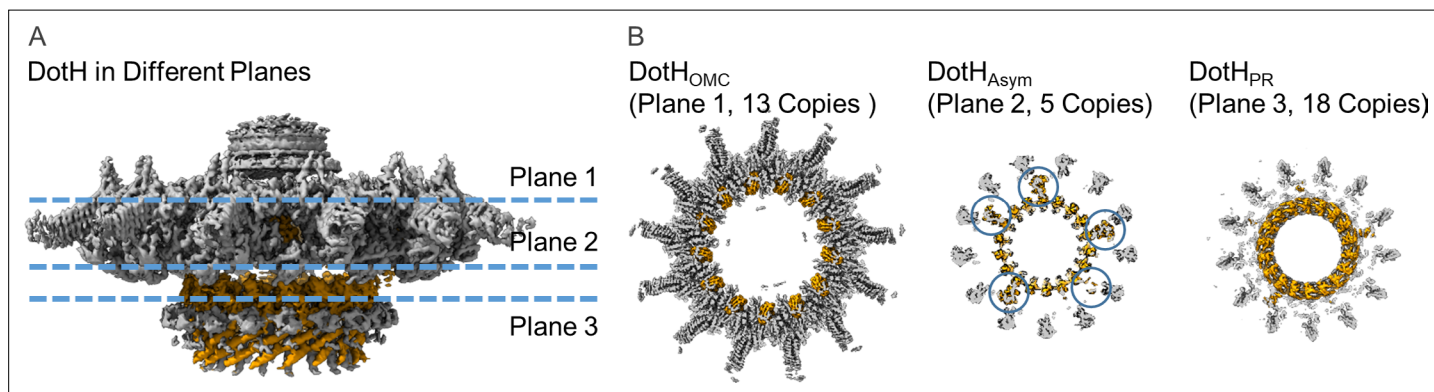 A
DotH in Different Planes
Plane 1
Plane 2
Plane 3
B
DotHOMC
(Plane 1, 13 Copies )
DotHAsym
(Plane 2, 5 Copies)
DotHPR
(Plane 3, 18 Copies)